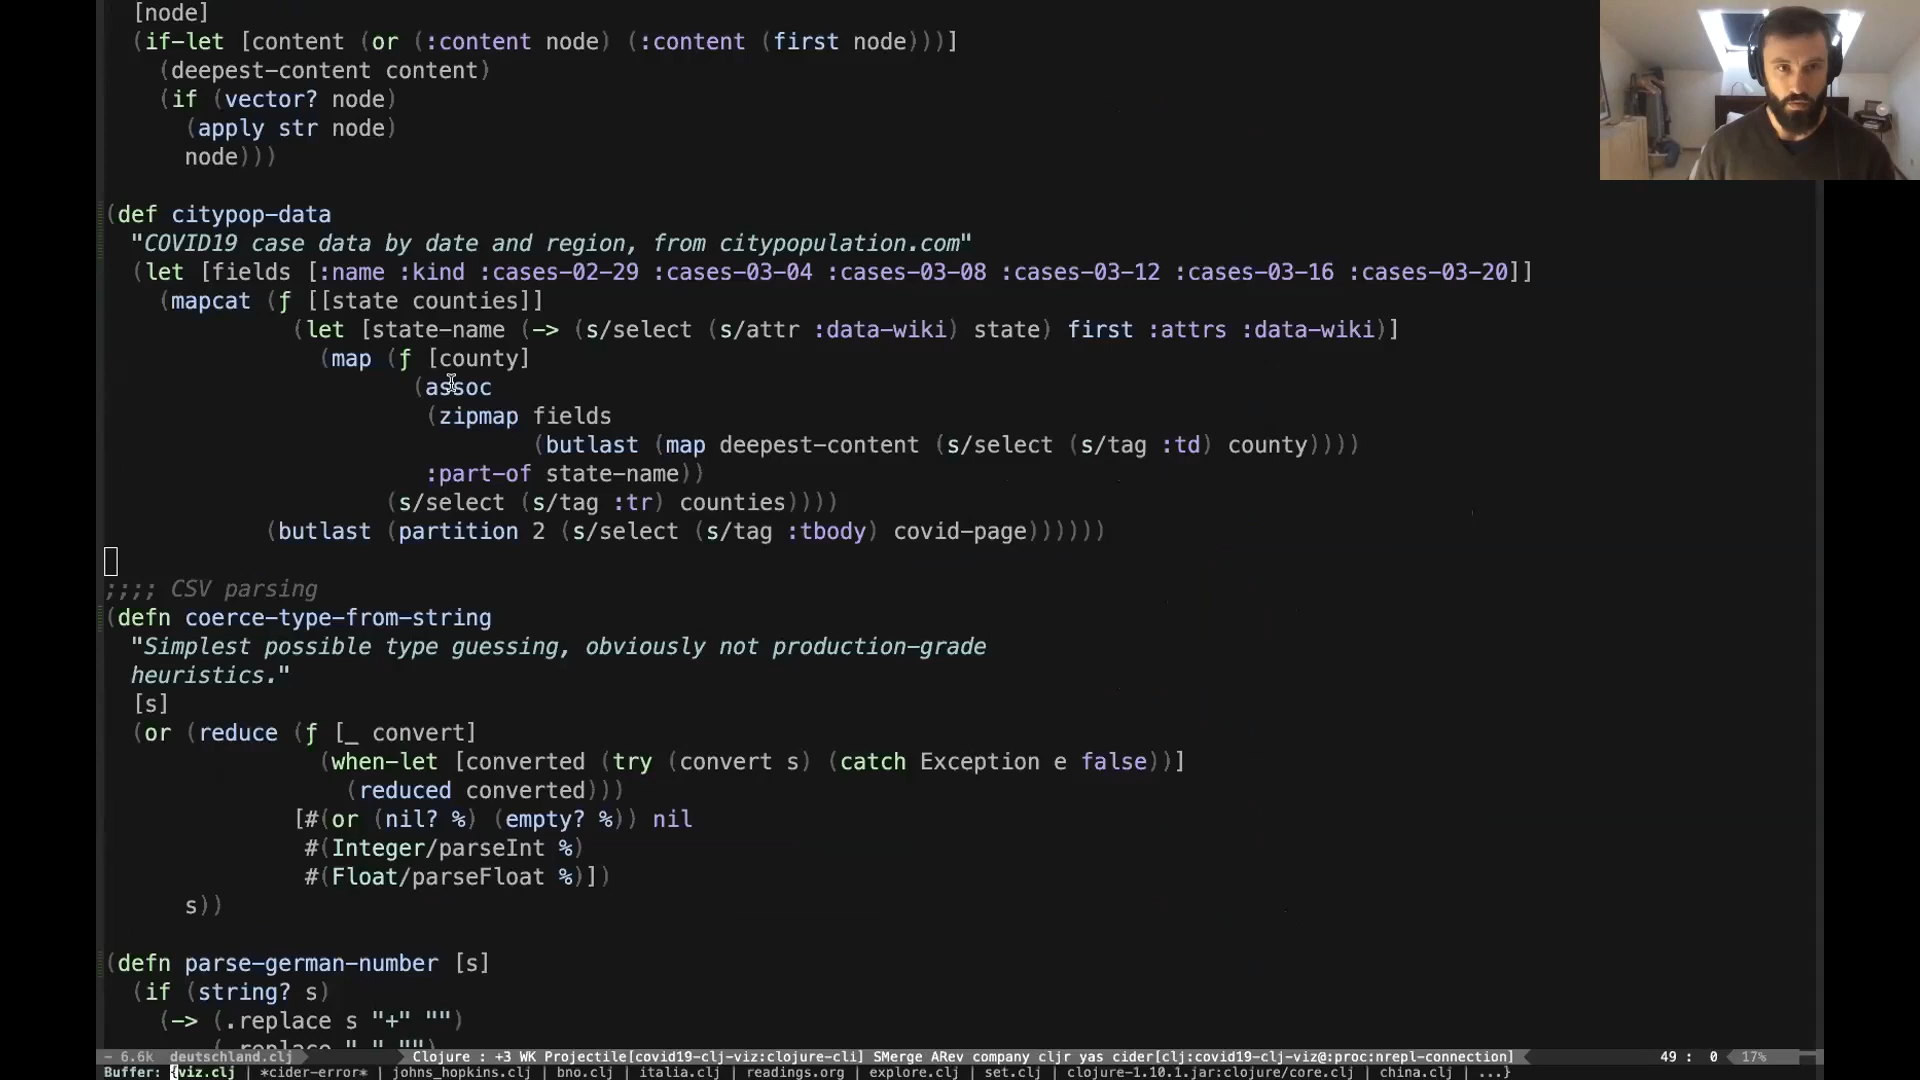 [node]
(if-let [content (or (:content node) (:content (first node)))]
(deepest-content content)
(if (vector? node)
(apply str node)
node)))
(def citypop-data
"COVID19 case data by date and region, from citypopulation.com"
(let [fields [:name :kind :cases-02-29 :cases-03-04 :cases-03-08 :cases-03-12 :cases-03-16 :cases-03-20]]
(mapcat (ƒ [[state counties]]
(let [state-name (-> (s/select (s/attr :data-wiki) state) first :attrs :data-wiki)]
(map (ƒ [county]
(assoc
(zipmap fields
(butlast (map deepest-content (s/select (s/tag :td) county))))
:part-of state-name))
(s/select (s/tag :tr) counties))))
(butlast (partition 2 (s/select (s/tag :tbody) covid-page))))))
;;;; CSV parsing
(defn coerce-type-from-string
"Simplest possible type guessing, obviously not production-grade
heuristics."
[s]
(or (reduce (ƒ [_ convert]
(when-let [converted (try (convert s) (catch Exception e false))]
(reduced converted)))
[#(or (nil? %) (empty? %)) nil
#(Integer/parseInt %)
#(Float/parseFloat %)])
s))
(defn parse-german-number [s]
(if (string? s)
(-> (.replace s "+" "")
- 6.6k deutschland.clj Clojure : +3 WK Projectile[covid19-clj-viz:clojure-cli] SMerge ARev company cljr yas cider[clj:covid19-clj-viz@:proc:nrepl-connection] 49 : 0 17%
Buffer: {viz.clj | *cider-error* | johns_hopkins.clj | bno.clj | italia.clj | readings.org | explore.clj | set.clj | clojure-1.10.1.jar:clojure/core.clj | china.clj | ...}